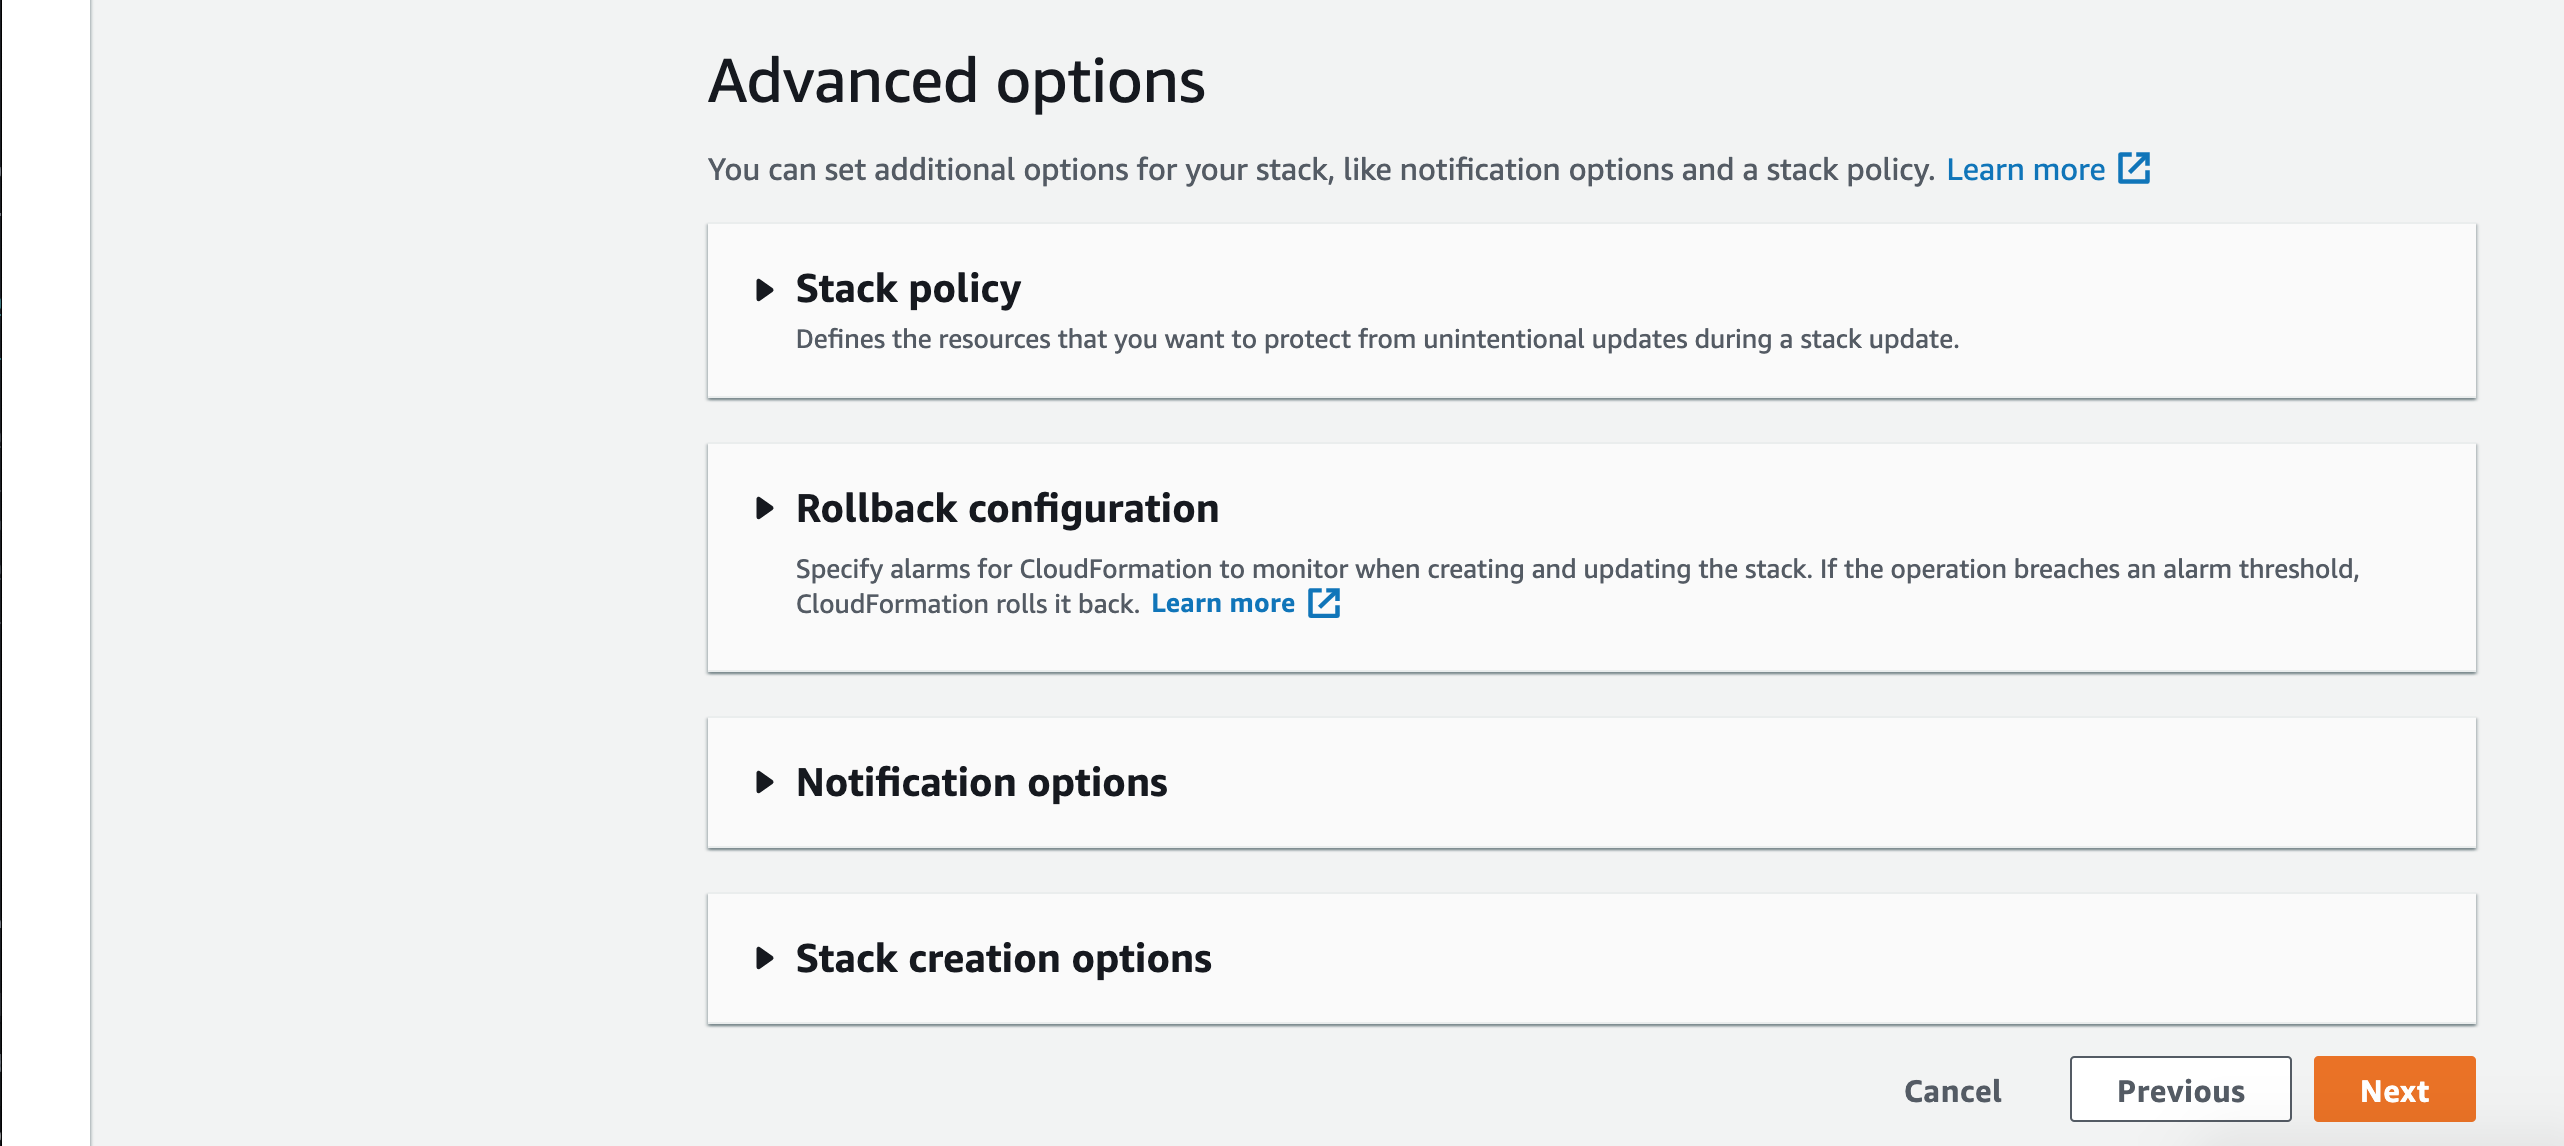 Advanced options
You can set additional options for your stack, like notification options and a stack policy. Learn more
Stack policy
Defines the resources that you want to protect from unintentional updates during a stack update.
Rollback configuration
Specify alarms for CloudFormation to monitor when creating and updating the stack. If the operation breaches an alarm threshold,
CloudFormation rolls it back. Learn more
Notification options
Stack creation options
Cancel Previous Next